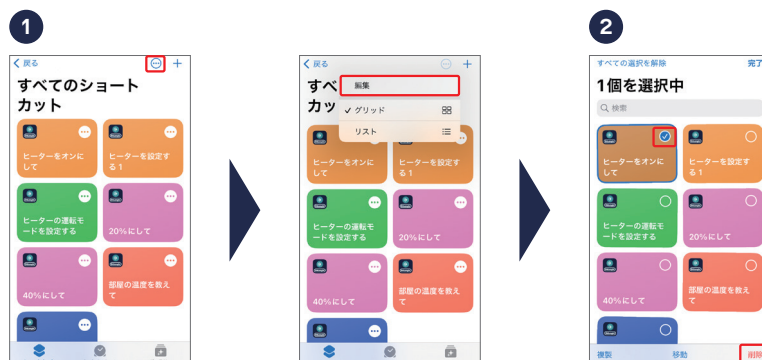 1
戻る
すべてのショート
カット
ヒーターをオンに
して
ヒーターを設定す
る 1
ヒーターの運転モ
ードを設定する
20%にして
40%にして
部屋の温度を教え
て
戻る
すべ
カッ
編集
グリッド
リスト
ヒーターをオンに
して
ヒーターを設定す
る 1
ヒーターの運転モ
ードを設定する
20%にして
40%にして
部屋の温度を教え
て
2
すべての選択を解除
完了
1個を選択中
検索
ヒーターをオンに
して
ヒーターを設定す
る 1
ヒーターの運転モ
ードを設定する
20%にして
40%にして
部屋の温度を教え
て
複製
移動
削除